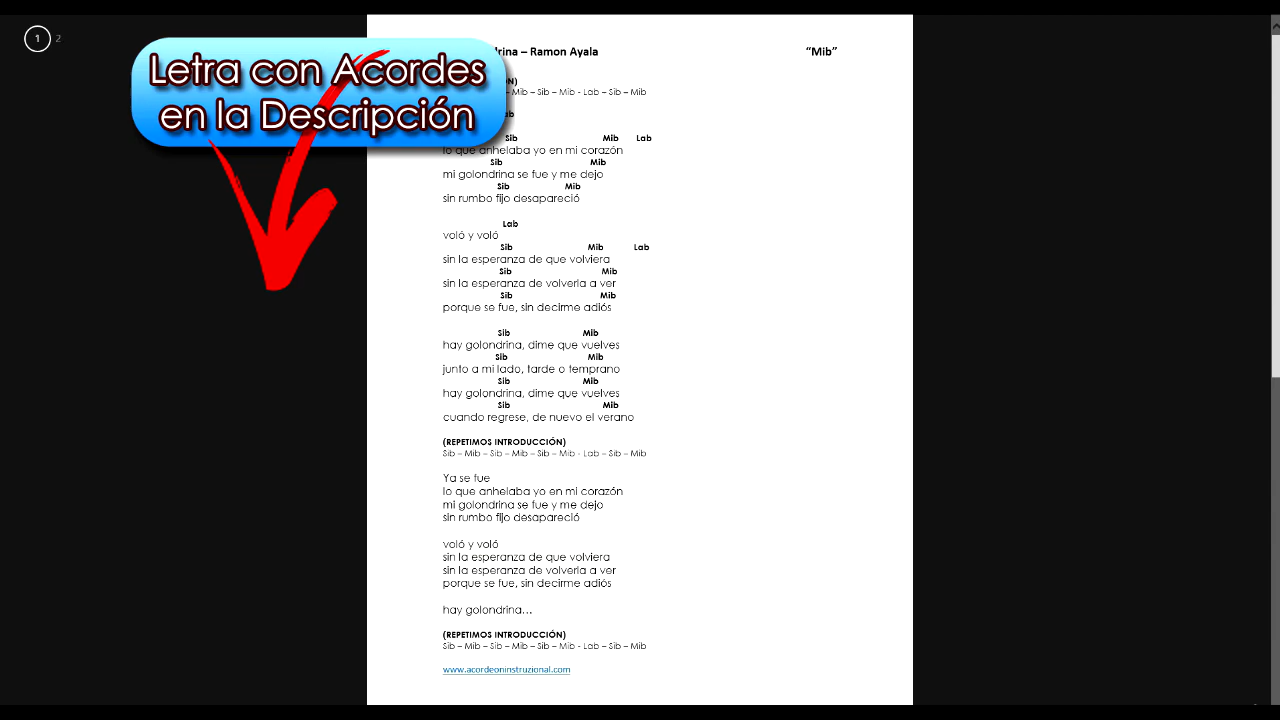 1 2
Letra con Acordes
en la Descripción
– Ramon Ayala “Mib”
– Mib – Sib – Mib - Lab – Sib – Mib
Sib Mib Lab
lo que anhelaba yo en mi corazón
Sib Mib
mi golondrina se fue y me dejo
Sib Mib
sin rumbo fijo desapareció
Lab
voló y voló
Sib Mib Lab
sin la esperanza de que volviera
Sib Mib
sin la esperanza de volverla a ver
Sib Mib
porque se fue, sin decirme adiós
Sib Mib
hay golondrina, dime que vuelves
Sib Mib
junto a mi lado, tarde o temprano
Sib Mib
hay golondrina, dime que vuelves
Sib Mib
cuando regrese, de nuevo el verano
(REPETIMOS INTRODUCCIÓN)
Sib – Mib – Sib – Mib – Sib – Mib - Lab – Sib – Mib
Ya se fue
lo que anhelaba yo en mi corazón
mi golondrina se fue y me dejo
sin rumbo fijo desapareció
voló y voló
sin la esperanza de que volviera
sin la esperanza de volverla a ver
porque se fue, sin decirme adiós
hay golondrina...
(REPETIMOS INTRODUCCIÓN)
Sib – Mib – Sib – Mib – Sib – Mib - Lab – Sib – Mib
www.acordeoninstruzional.com